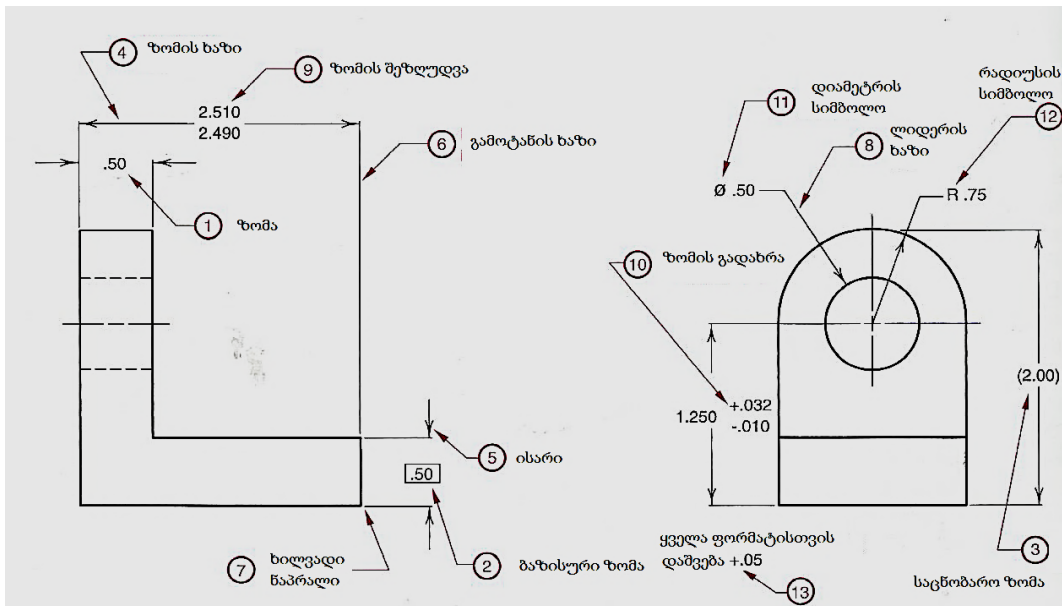 ④ ზომის ხაზი
⑨ ზომის შეზღუდვა
2.510
2.490
.50
① ზომა
⑥ გამოტანის ხაზი
⑪ დიამეტრის
სიმბოლო
რადიუსის
სიმბოლო ⑫
⑧ ლიდერის
ხაზი
Ø .50
R .75
⑩ ზომის გადახრა
1.250
+.032
-.010
(2.00)
⑤ ისარი
.50
⑦ ხილვადი
ნაპრალი
② ბაზისური ზომა
ყველა ფორმატისთვის
დაშვება +.05
⑬
③
საცნობარო ზომა